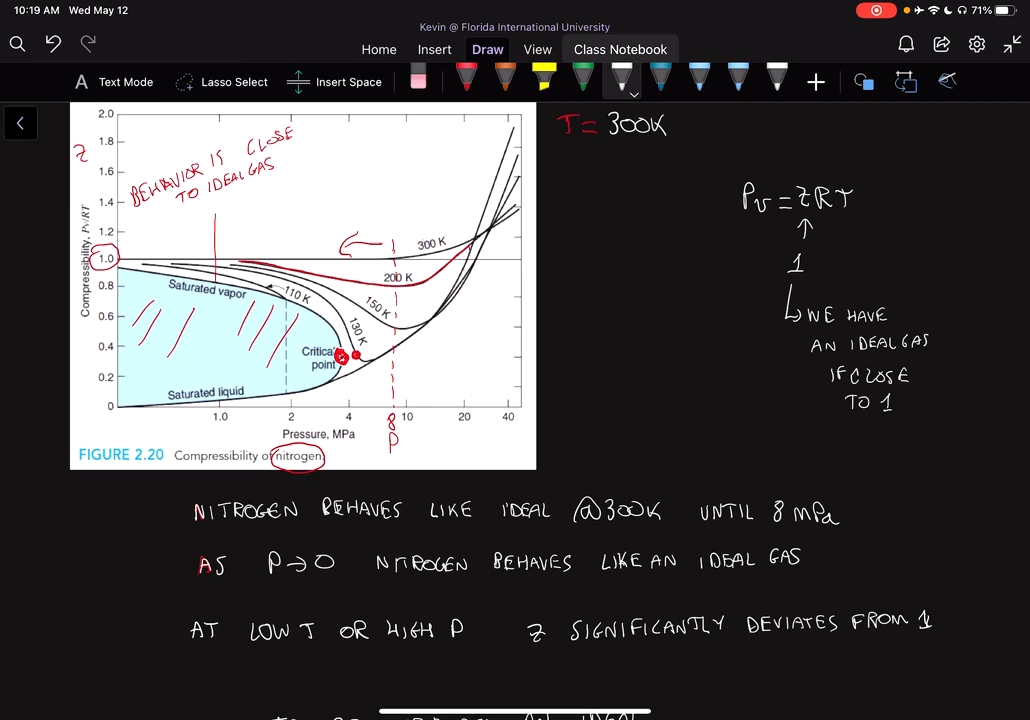 10:19 AM Wed May 12
71%
Kevin @ Florida International University
Home Insert Draw View Class Notebook
Text Mode Lasso Select Insert Space
2.0
1.8
1.6
1.4
1.2
1.0
0.8
0.6
0.4
0.2
0
Compressibility, Pv/RT
Z
BEHAVIOR IS CLOSE
TO IDEAL GAS
300 K
200 K
150 K
130 K
110 K
Saturated vapor
Critical
point
Saturated liquid
1.0 2 4 10 20 40
8
P
Pressure, MPa
FIGURE 2.20 Compressibility of nitrogen.
T = 300K
Pv = ZRT
1
WE HAVE
AN IDEAL GAS
IF CLOSE
TO 1
NITROGEN BEHAVES LIKE IDEAL @300K UNTIL 8 MPa
AS P→0 NITROGEN BEHAVES LIKE AN IDEAL GAS
AT LOW T OR HIGH P Z SIGNIFICANTLY DEVIATES FROM 1